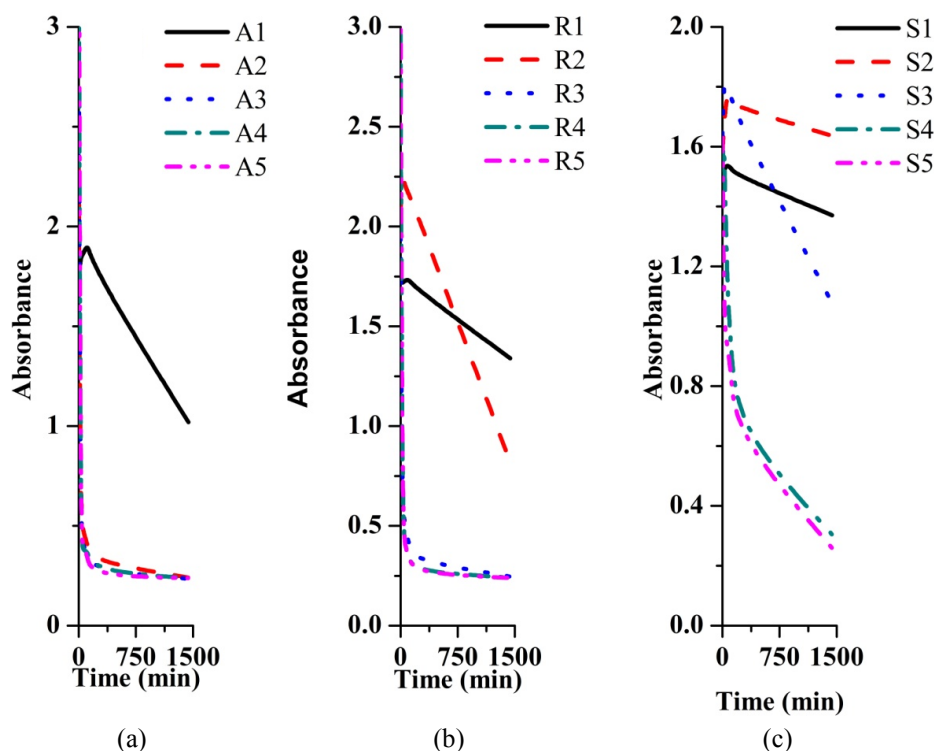 A1
A2
A3
A4
A5
3
2
1
0
Absorbance
0 750 1500
Time (min)
(a)
R1
R2
R3
R4
R5
3.0
2.5
2.0
1.5
1.0
0.5
0.0
Absorbance
0 750 1500
Time (min)
(b)
S1
S2
S3
S4
S5
2.0
1.6
1.2
0.8
0.4
0.0
Absorbance
0 750 1500
Time (min)
(c)